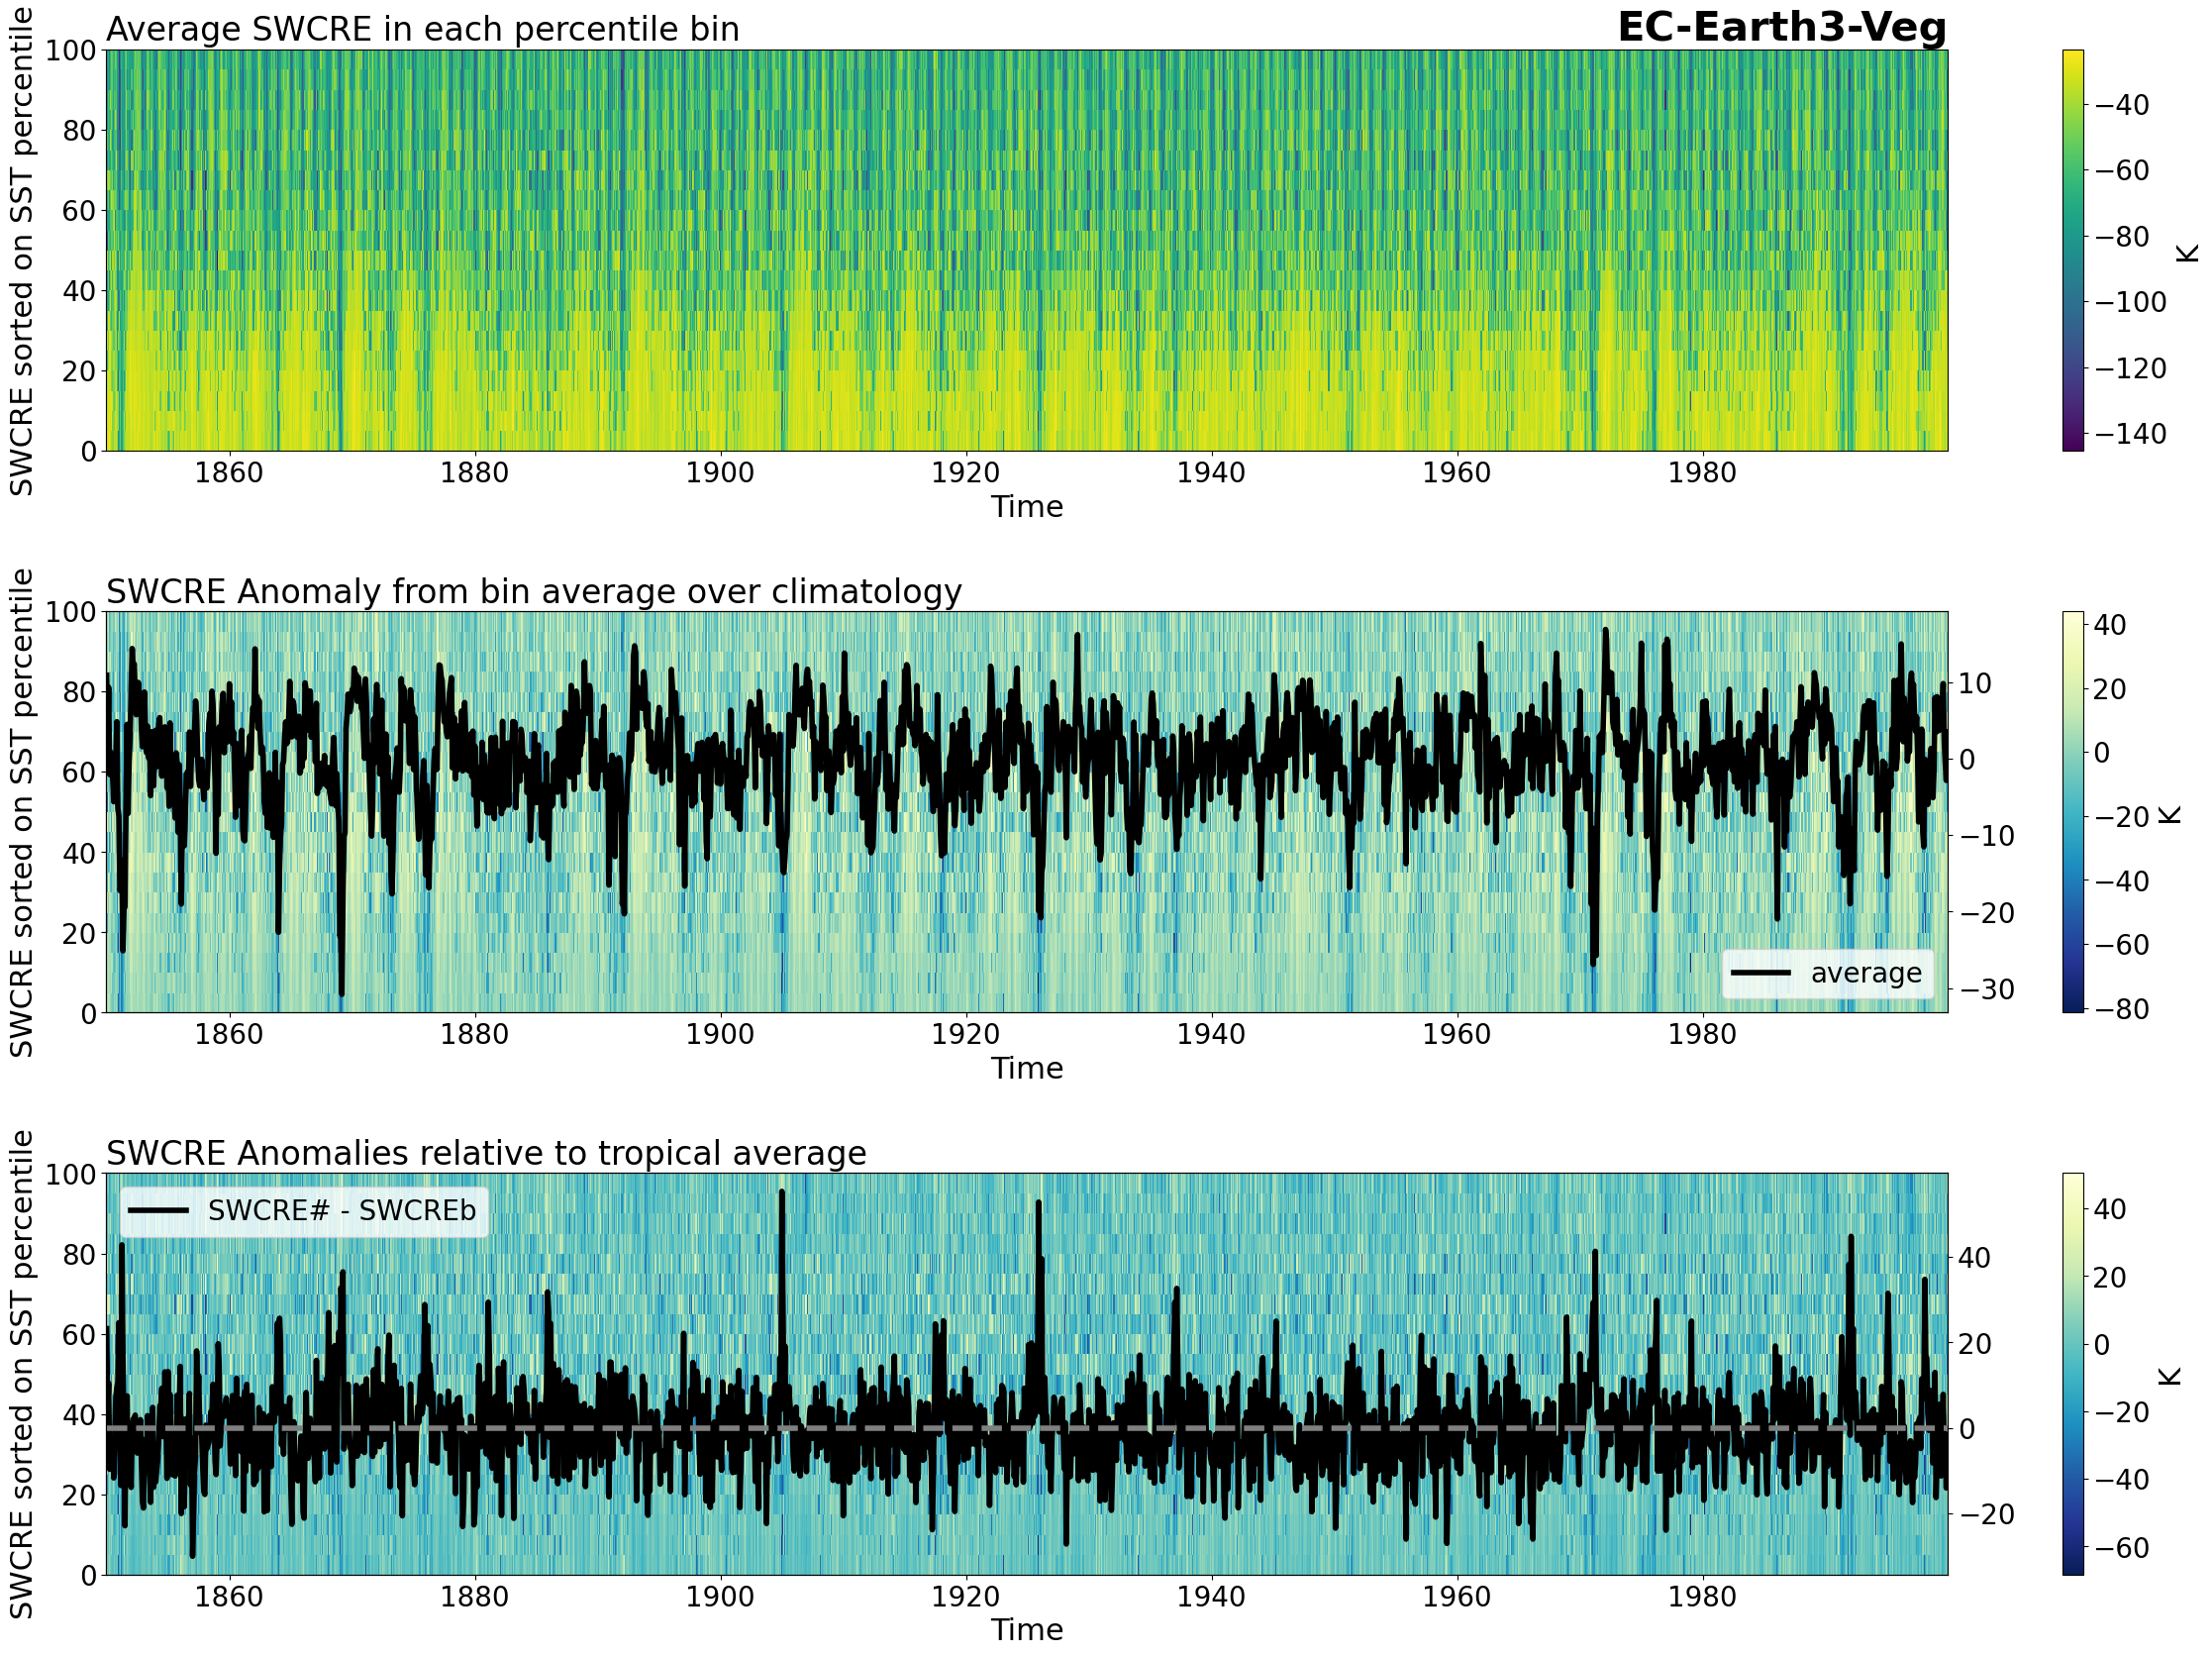 Average SWCRE in each percentile bin
EC-Earth3-Veg
SWCRE sorted on SST percentile
100
80
60
40
20
0
1860 1880 1900 1920 1940 1960 1980
Time
−40
−60
−80
−100
−120
−140
K
SWCRE Anomaly from bin average over climatology
SWCRE sorted on SST percentile
100
80
60
40
20
0
1860 1880 1900 1920 1940 1960 1980
Time
10
0
−10
−20
−30
average
40
20
0
−20
−40
−60
−80
K
SWCRE Anomalies relative to tropical average
SWCRE sorted on SST percentile
100
80
60
40
20
0
SWCRE# - SWCREb
1860 1880 1900 1920 1940 1960 1980
Time
40
20
0
−20
40
20
0
−20
−40
−60
K